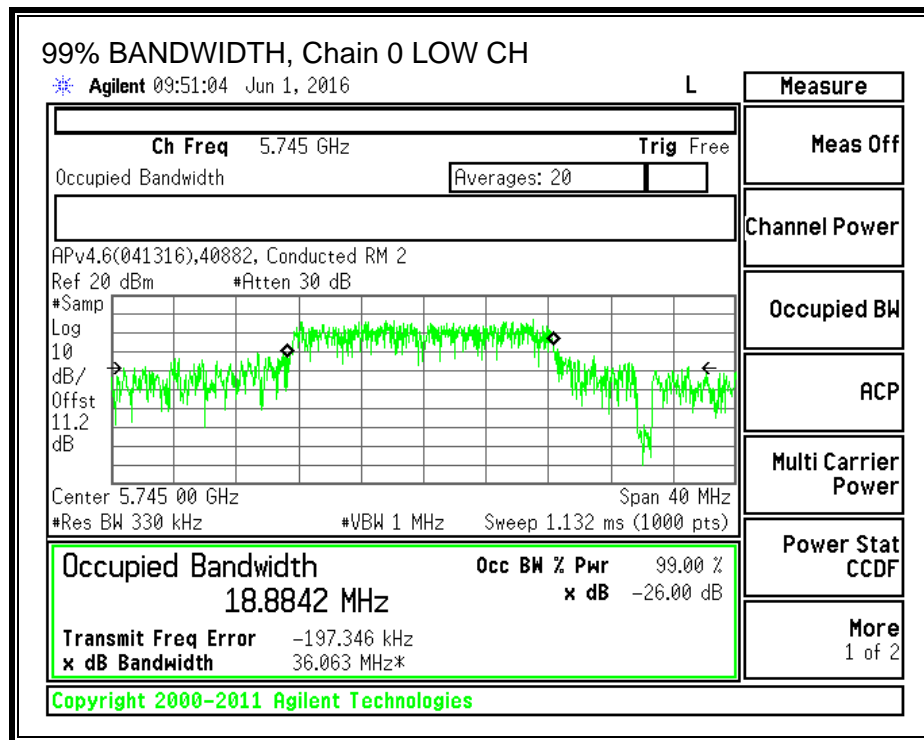 99% BANDWIDTH, Chain 0 LOW CH
Agilent 09:51:04 Jun 1, 2016 L
Measure
Ch Freq 5.745 GHz Trig Free
Meas Off
Occupied Bandwidth Averages: 20
Channel Power
APv4.6(041316),40882, Conducted RM 2
Ref 20 dBm #Atten 30 dB
#Samp
Log
10
dB/
Offst
11.2
dB
Occupied BW
ACP
Multi Carrier
Power
Center 5.745 00 GHz Span 40 MHz
#Res BW 330 kHz #VBW 1 MHz Sweep 1.132 ms (1000 pts)
Power Stat
CCDF
Occupied Bandwidth Occ BW % Pwr 99.00 %
18.8842 MHz x dB -26.00 dB
Transmit Freq Error -197.346 kHz
x dB Bandwidth 36.063 MHz*
More
1 of 2
Copyright 2000-2011 Agilent Technologies